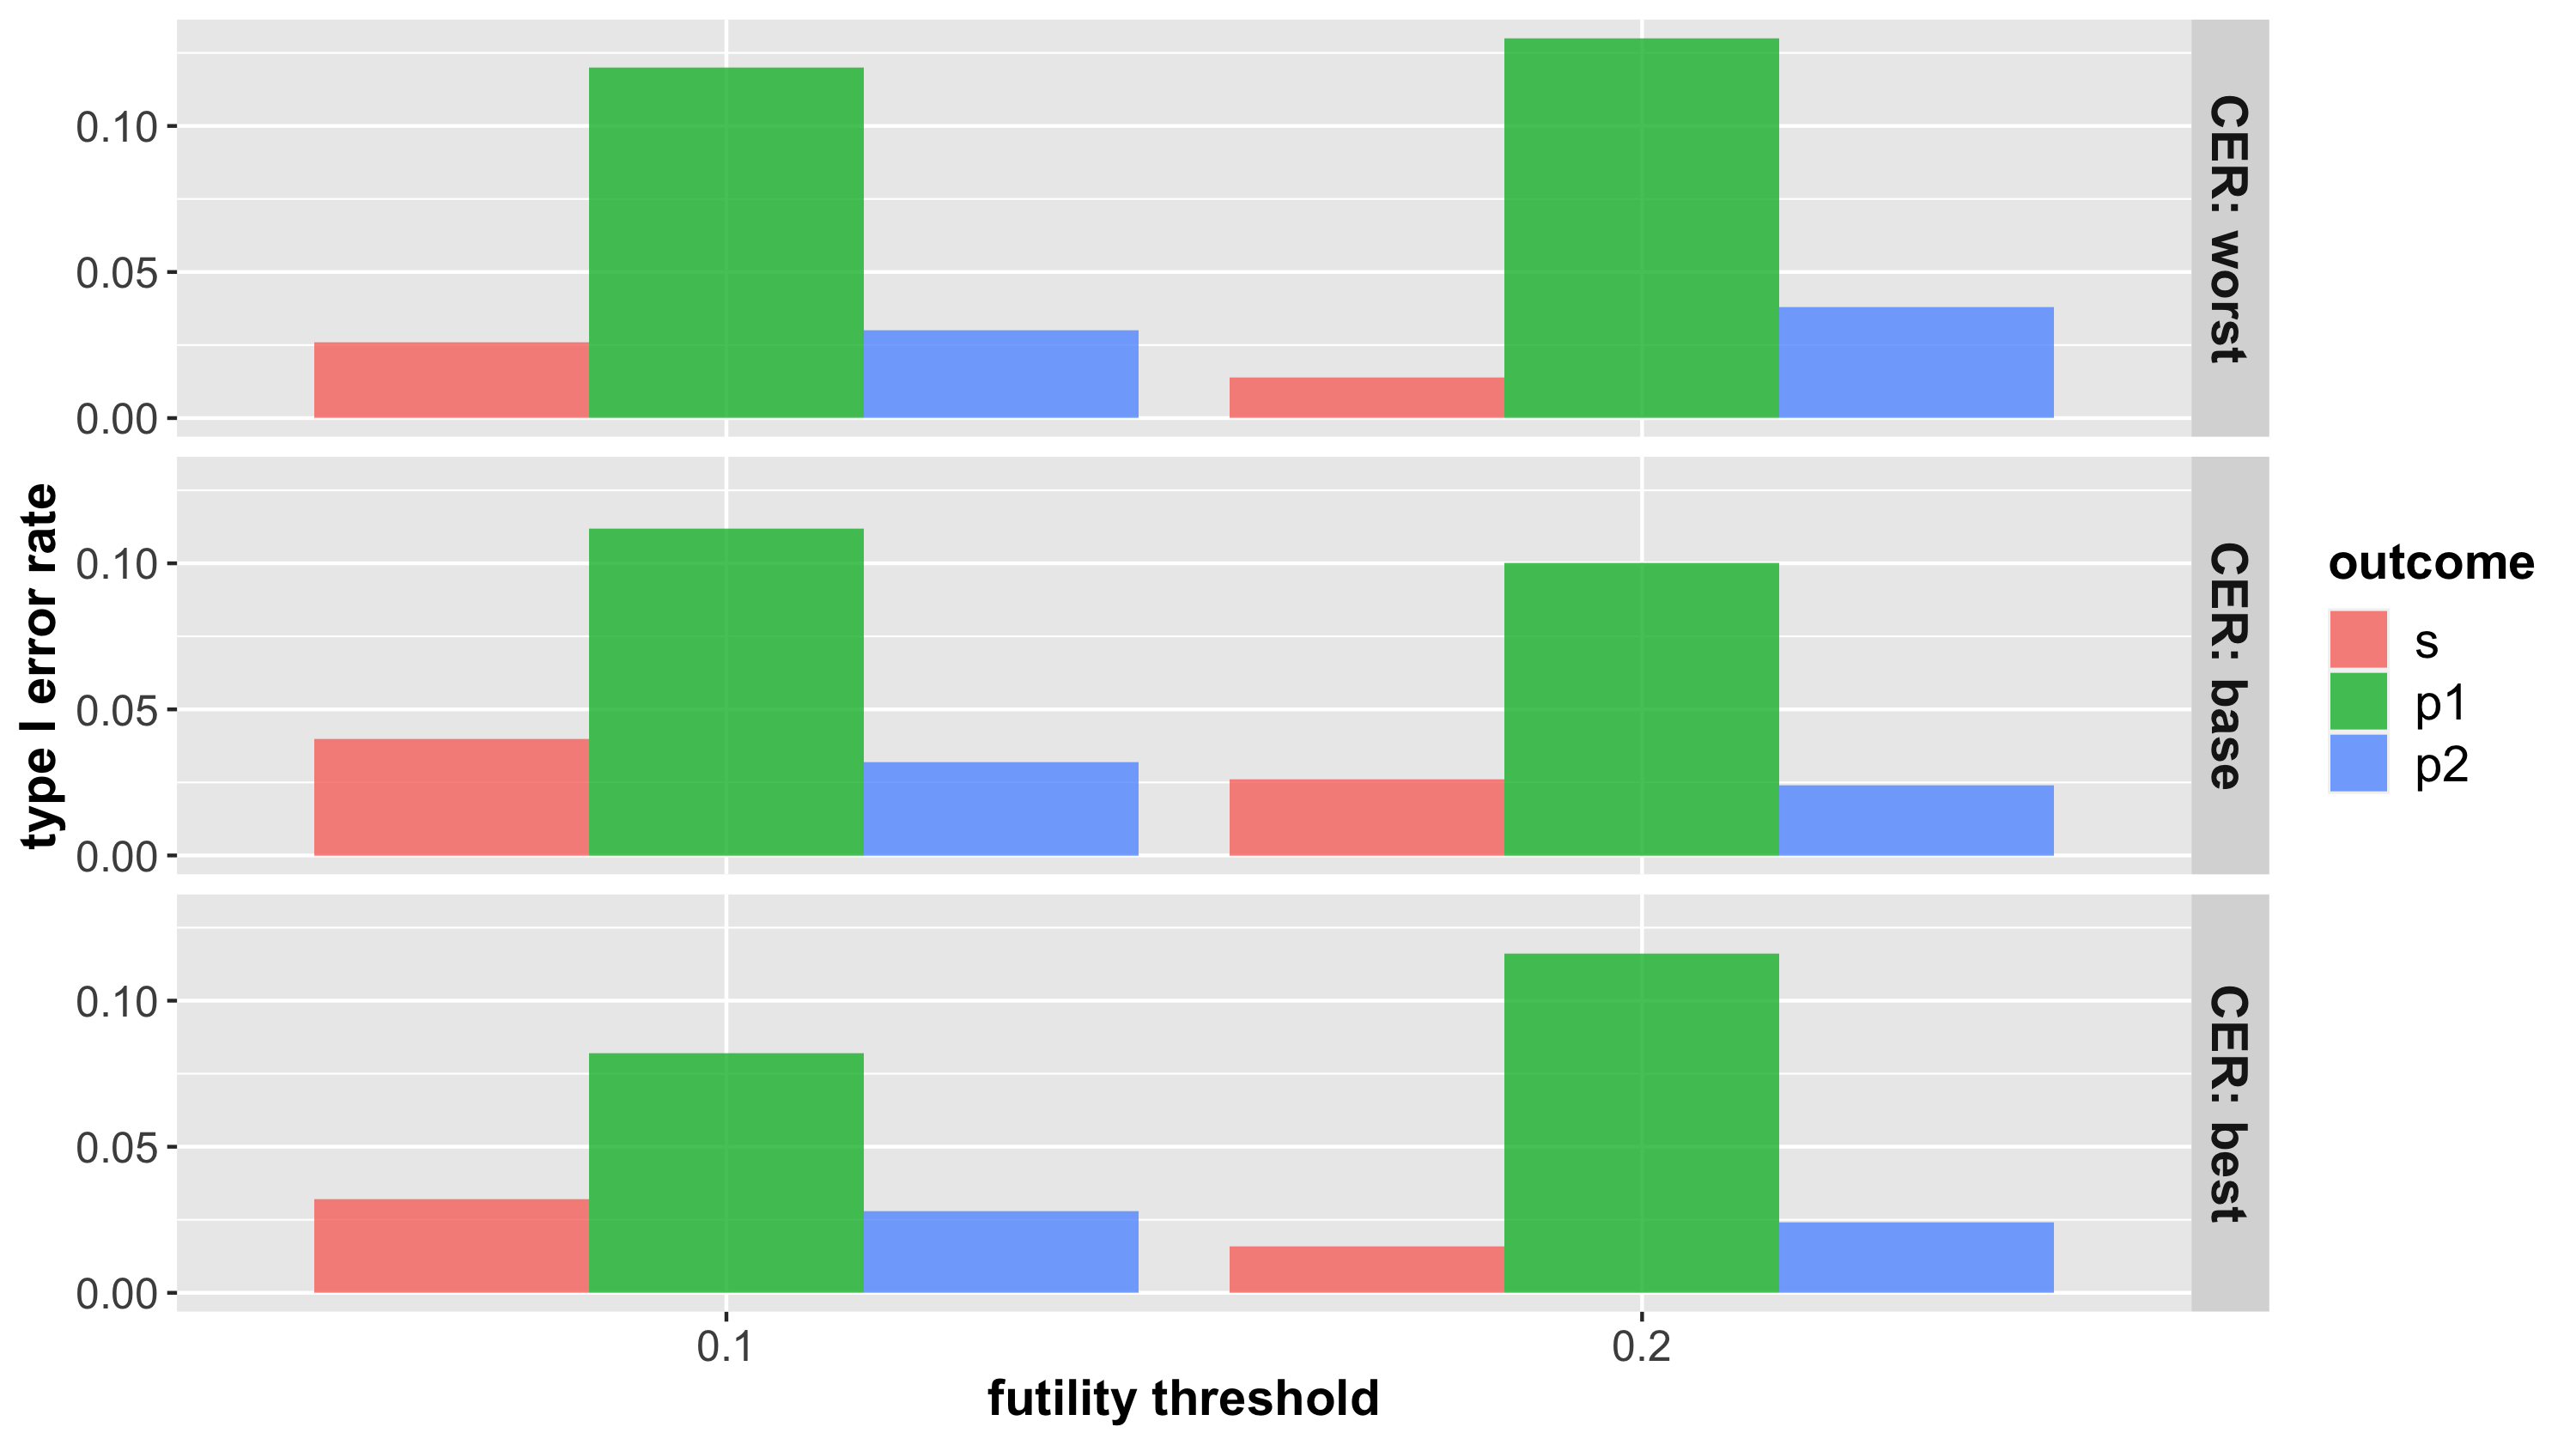 type I error rate
0.10
0.05
0.00
CER: worst
0.10
0.05
0.00
CER: base
0.10
0.05
0.00
CER: best
0.1
0.2
futility threshold
outcome
s
p1
p2